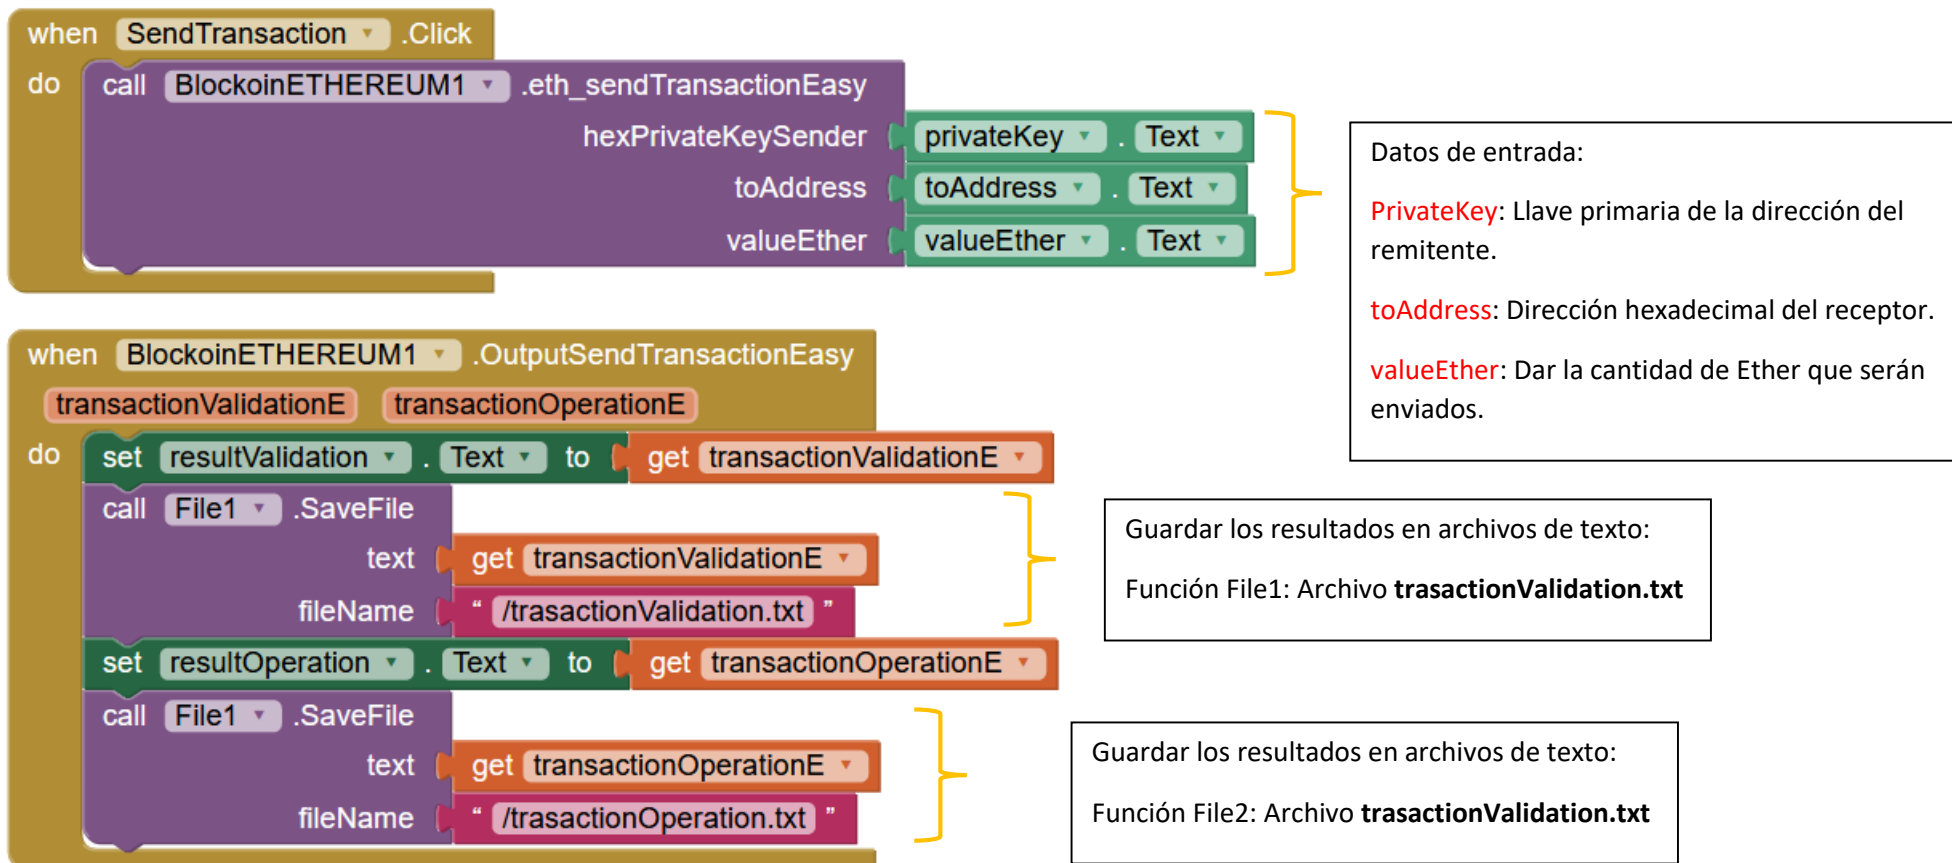 when SendTransaction .Click
do call BlockoinETHEREUM1 .eth_sendTransactionEasy
hexPrivateKeySender privateKey . Text
toAddress toAddress . Text
valueEther valueEther . Text
Datos de entrada:
PrivateKey: Llave primaria de la dirección del
remitente.
toAddress: Dirección hexadecimal del receptor.
valueEther: Dar la cantidad de Ether que serán
enviados.
when BlockoinETHEREUM1 .OutputSendTransactionEasy
transactionValidationE transactionOperationE
do set resultValidation . Text to get transactionValidationE
call File1 .SaveFile
text get transactionValidationE
fileName “ /trasactionValidation.txt ”
Guardar los resultados en archivos de texto:
Función File1: Archivo trasactionValidation.txt
set resultOperation . Text to get transactionOperationE
call File1 .SaveFile
text get transactionOperationE
fileName “ /trasactionOperation.txt ”
Guardar los resultados en archivos de texto:
Función File2: Archivo trasactionValidation.txt